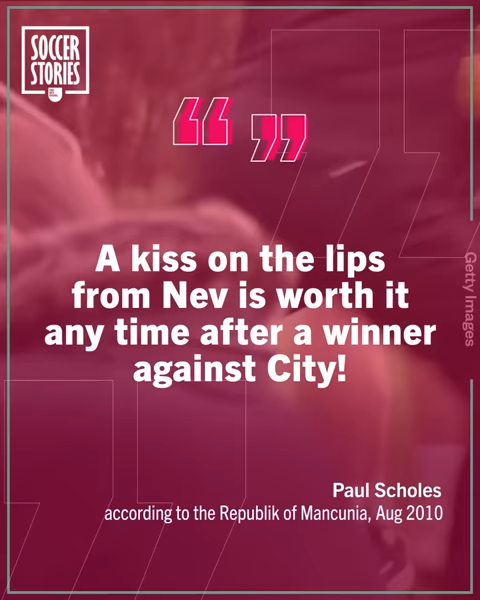 SOCCER
STORIES
“ ”
A kiss on the lips
from Nev is worth it
any time after a winner
against City!
Getty Images
Paul Scholes
according to the Republik of Mancunia, Aug 2010